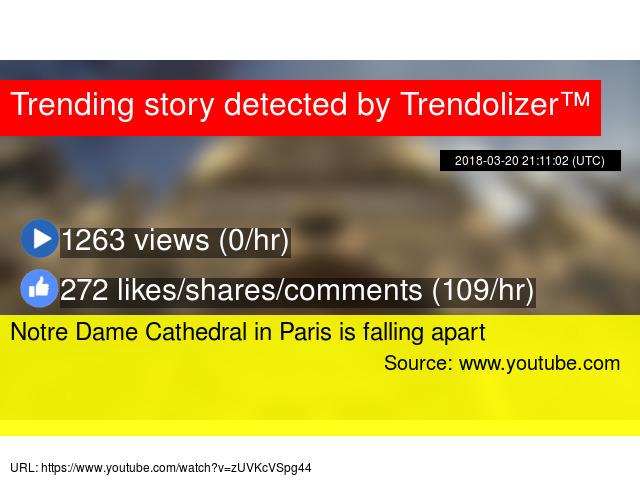 Trending story detected by Trendolizer™
2018-03-20 21:11:02 (UTC)
1263 views (0/hr)
272 likes/shares/comments (109/hr)
Notre Dame Cathedral in Paris is falling apart
Source: www.youtube.com
URL: https://www.youtube.com/watch?v=zUVKcVSpg44